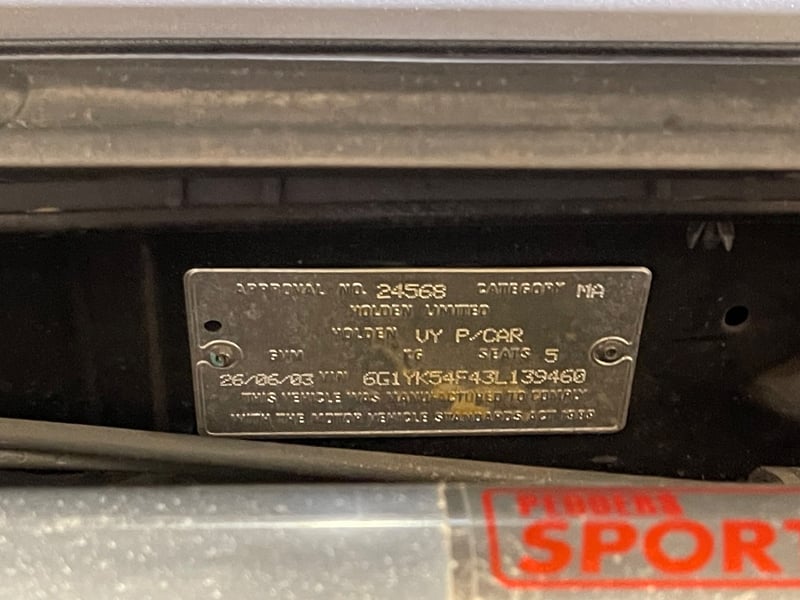 APPROVAL NO. 24568 CATEGORY MA
HOLDEN LIMITED
HOLDEN VY P/CAR
GVM KG SEATS 5
26/06/03 VIN 6G1YK54F43L139460
THIS VEHICLE WAS MANUFACTURED TO COMPLY
WITH THE MOTOR VEHICLE STANDARDS ACT 1989
PEDDERS
SPORT